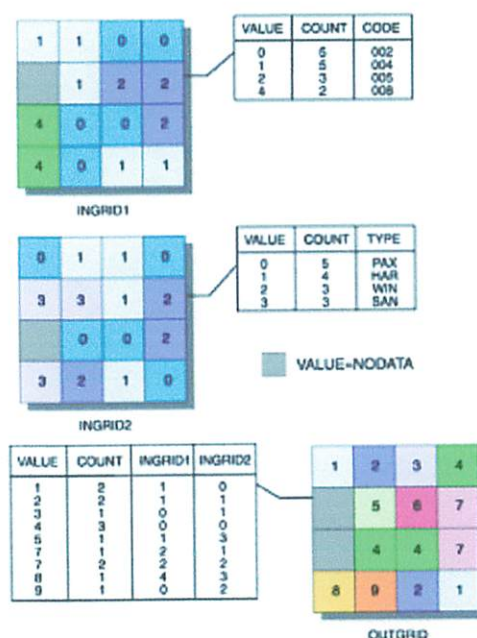 1 1 0 0
1 2 2
4 0 0 2
4 0 1 1
INGRID1
VALUE COUNT CODE
0 5 002
1 5 004
2 3 005
4 2 008
0 1 1 0
3 3 1 2
0 0 2
3 2 1 0
INGRID2
VALUE COUNT TYPE
0 5 PAX
1 4 HAR
2 3 WIN
3 3 SAN
VALUE=NODATA
VALUE COUNT INGRID1 INGRID2
1 2 1 0
2 2 1 1
3 1 0 1
4 3 0 0
5 1 1 3
7 1 2 1
7 2 2 2
8 1 4 3
9 1 0 2
1 2 3 4
5 6 7
4 4 7
8 9 2 1
OUTGRID